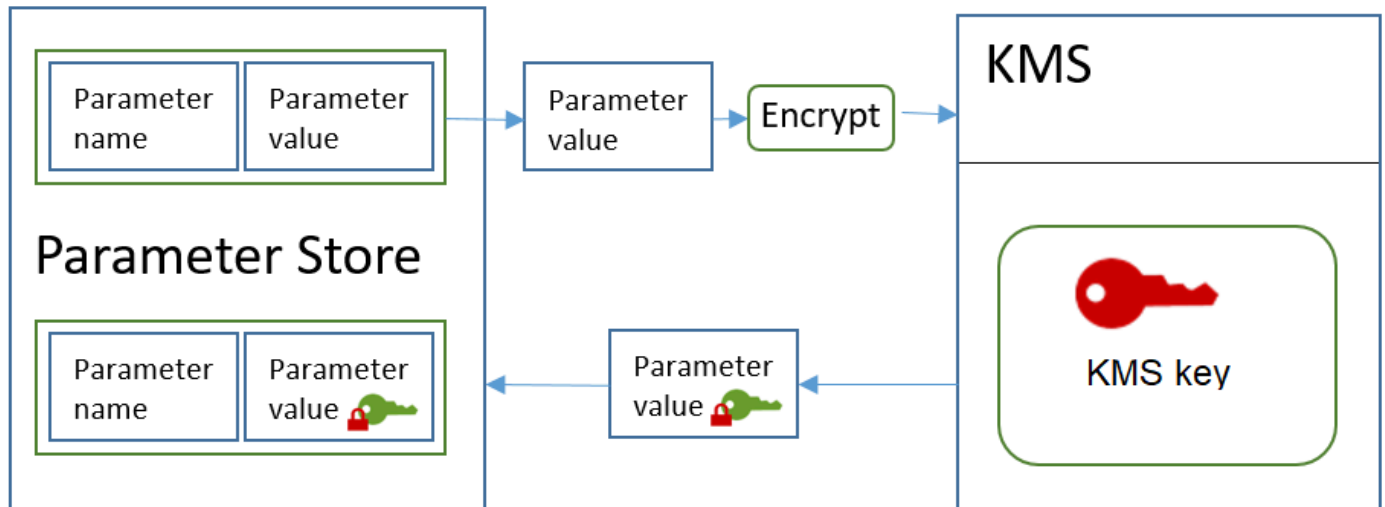 Parameter
name
Parameter
value
Parameter
value
Encrypt
KMS
Parameter Store
KMS key
Parameter
name
Parameter
value
Parameter
value